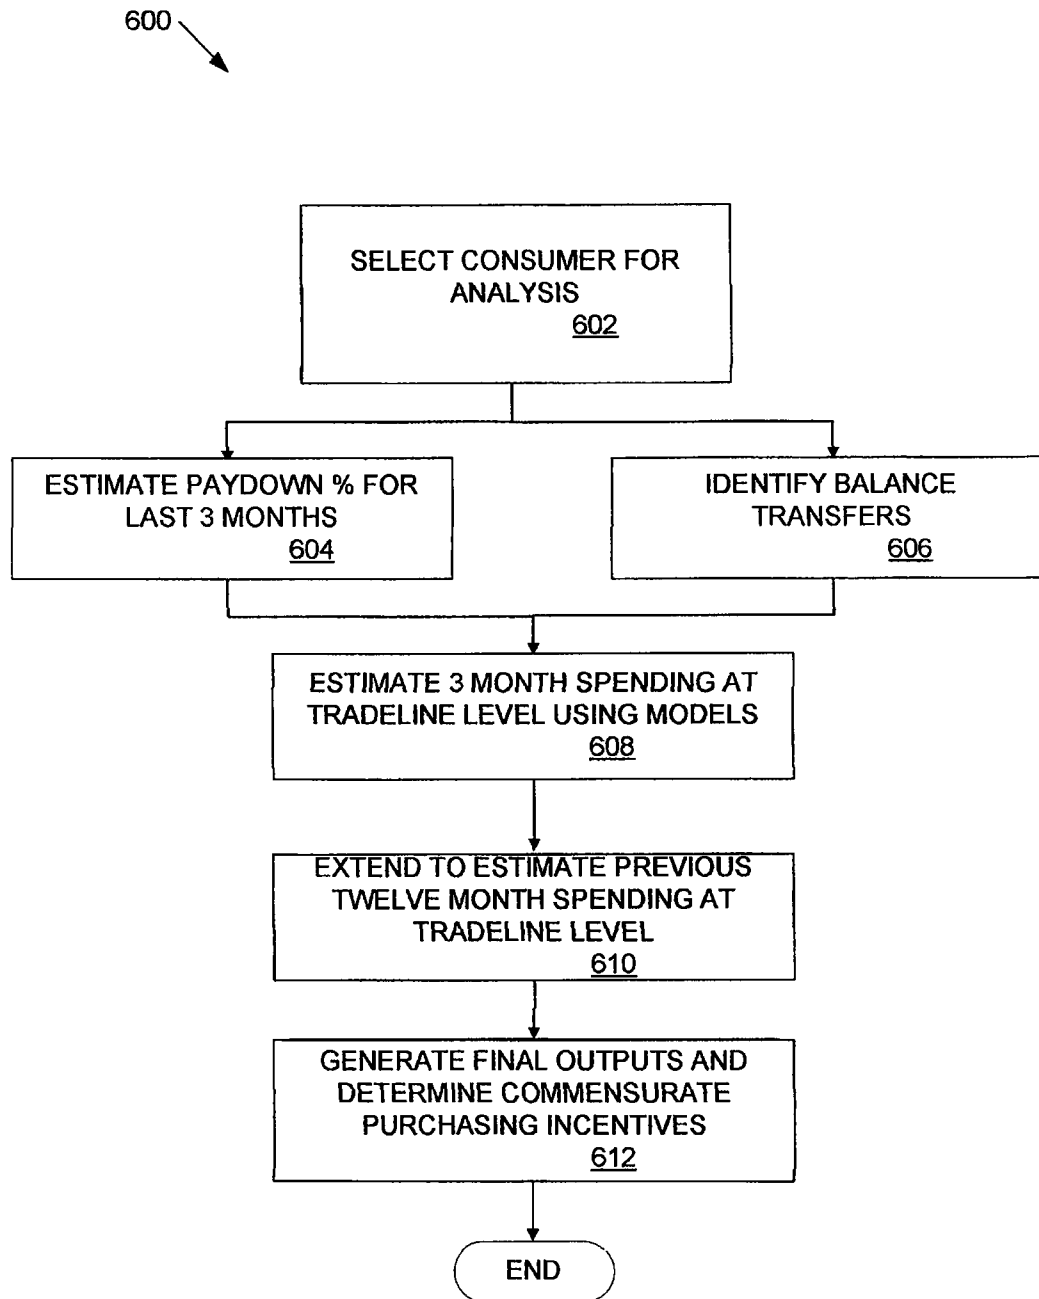 600
SELECT CONSUMER FOR
ANALYSIS
602
ESTIMATE PAYDOWN % FOR
LAST 3 MONTHS
604
IDENTIFY BALANCE
TRANSFERS
606
ESTIMATE 3 MONTH SPENDING AT
TRADELINE LEVEL USING MODELS
608
EXTEND TO ESTIMATE PREVIOUS
TWELVE MONTH SPENDING AT
TRADELINE LEVEL
610
GENERATE FINAL OUTPUTS AND
DETERMINE COMMENSURATE
PURCHASING INCENTIVES
612
END